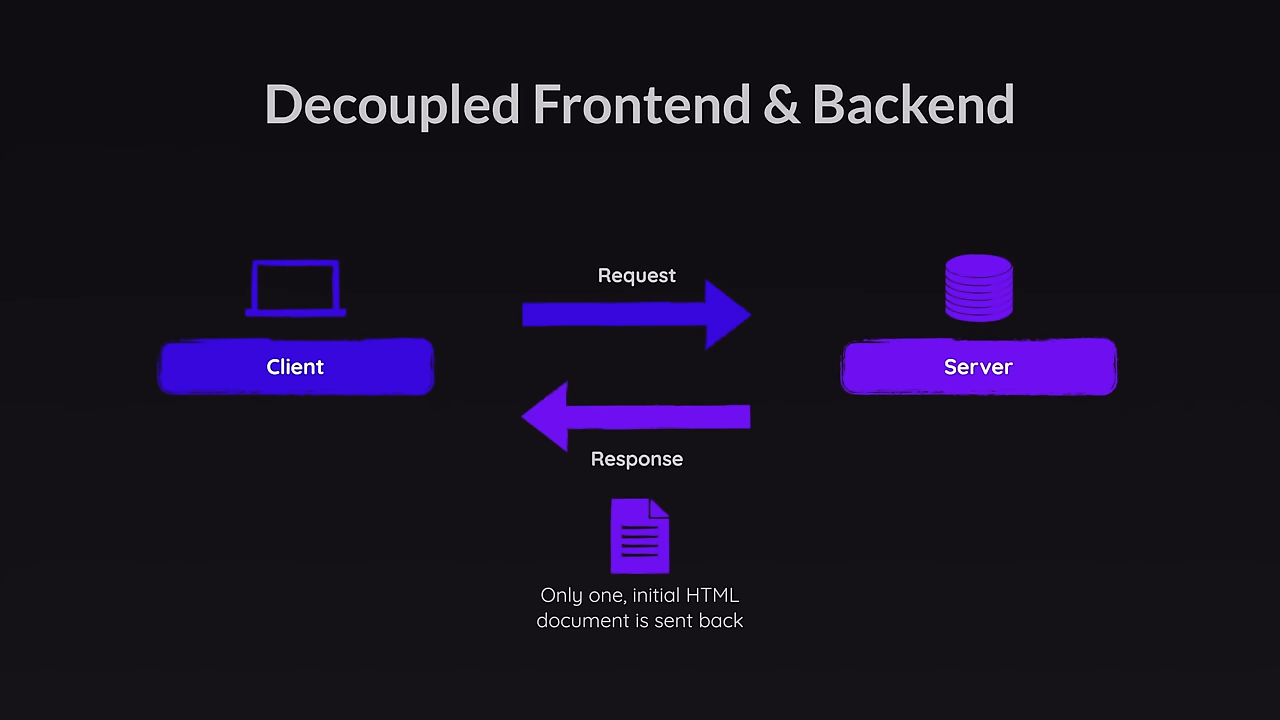 Decoupled Frontend & Backend
Request
Client
Server
Response
Only one, initial HTML
document is sent back